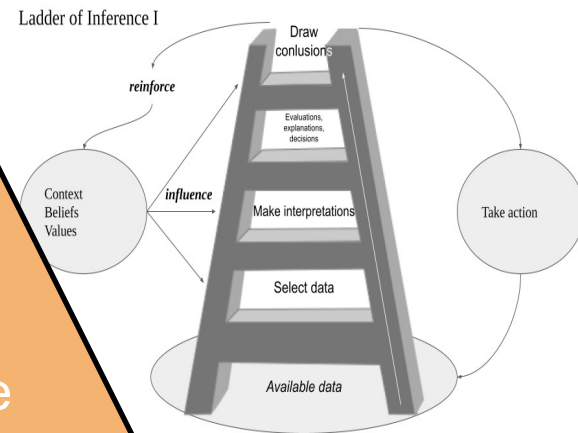 Ladder of Inference I
Draw
conlusions
reinforce
Evaluations,
explanations,
decisions
Context
Beliefs
Values
influence
Make interpretations
Take action
Select data
Available data
e